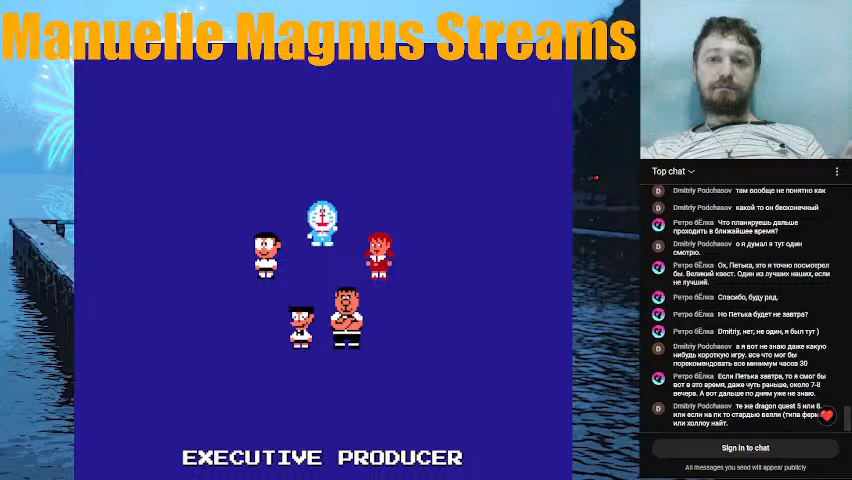 Manuelle Magnus Streams
EXECUTIVE PRODUCER
Top chat
Dmitriy Podchasov там вообще не понятно как
Dmitriy Podchasov какой то он бесконечный
Ретро бЁлка Что планируешь дальше
проходить в ближайшее время?
Dmitriy Podchasov о я думал я тут один
смотрю.
Ретро бЁлка Ох, Петька, это я точно посмотрел
бы. Великий квест. Один из лучших наших, если
не лучший.
Ретро бЁлка Спасибо, буду рад.
Ретро бЁлка Но Петька будет не завтра?
Ретро бЁлка Dmitriy, нет, не один, я был тут )
Dmitriy Podchasov а я вот не знаю даже какую
нибудь короткую игру. все что мог бы
порекомендовать все минимум часов 30
Ретро бЁлка Если Петька завтра, то я смог бы
вот в это время, даже чуть раньше, около 7-8
вечера. А вот дальше по дням уже не знаю.
Dmitriy Podchasov те же dragon quest 5 или 8.
или если на пк то стардью велли (типа ферм
или холлоу найт.
Sign in to chat
All messages you send will appear publicly